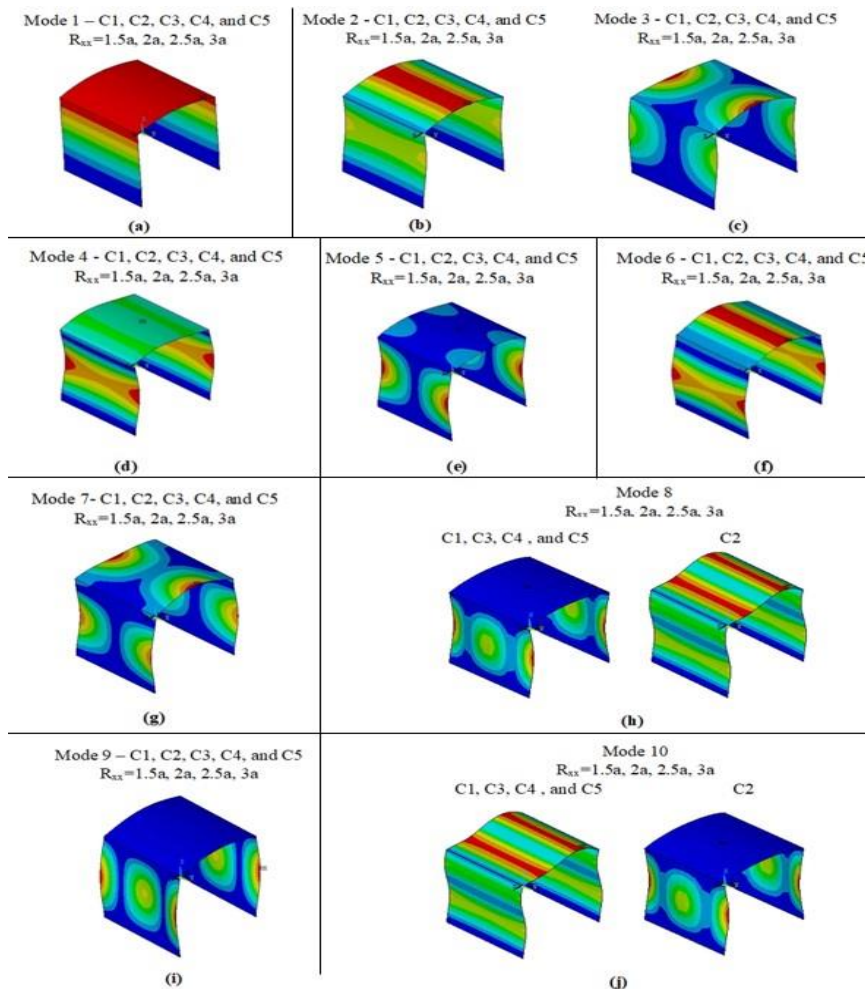 Mode 1 – C1, C2, C3, C4, and C5
Rxx=1.5a, 2a, 2.5a, 3a
(a)
Mode 2 - C1, C2, C3, C4, and C5
Rxx=1.5a, 2a, 2.5a, 3a
(b)
Mode 3 - C1, C2, C3, C4, and C5
Rxx=1.5a, 2a, 2.5a, 3a
(c)
Mode 4 - C1, C2, C3, C4, and C5
Rxx=1.5a, 2a, 2.5a, 3a
(d)
Mode 5 - C1, C2, C3, C4, and C5
Rxx=1.5a, 2a, 2.5a, 3a
(e)
Mode 6 - C1, C2, C3, C4, and C5
Rxx=1.5a, 2a, 2.5a, 3a
(f)
Mode 7- C1, C2, C3, C4, and C5
Rxx=1.5a, 2a, 2.5a, 3a
(g)
Mode 8
Rxx=1.5a, 2a, 2.5a, 3a
C1, C3, C4 , and C5
C2
(h)
Mode 9 – C1, C2, C3, C4, and C5
Rxx=1.5a, 2a, 2.5a, 3a
(i)
Mode 10
Rxx=1.5a, 2a, 2.5a, 3a
C1, C3, C4 , and C5
C2
(j)